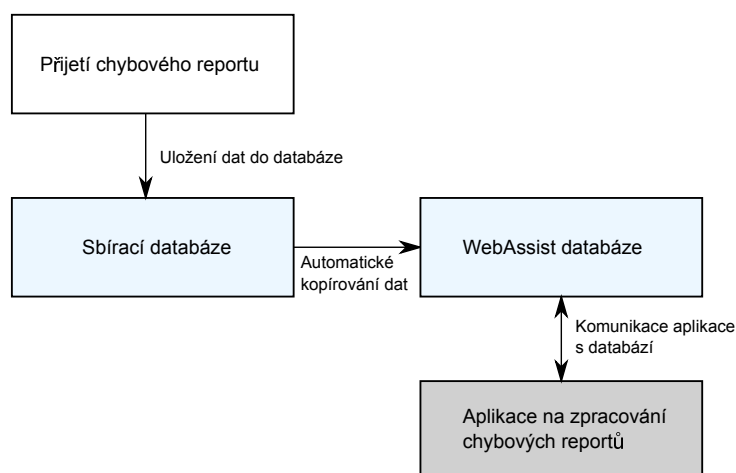 Přijetí chybového reportu
Uložení dat do databáze
Sbírací databáze
Automatické
kopírování dat
WebAssist databáze
Komunikace aplikace
s databází
Aplikace na zpracování
chybových reportů